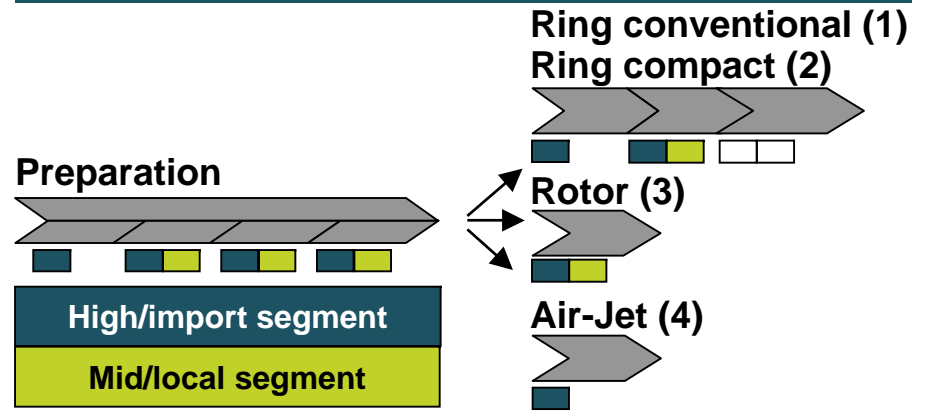 Ring conventional (1)
Ring compact (2)
Preparation
Rotor (3)
High/import segment
Air-Jet (4)
Mid/local segment